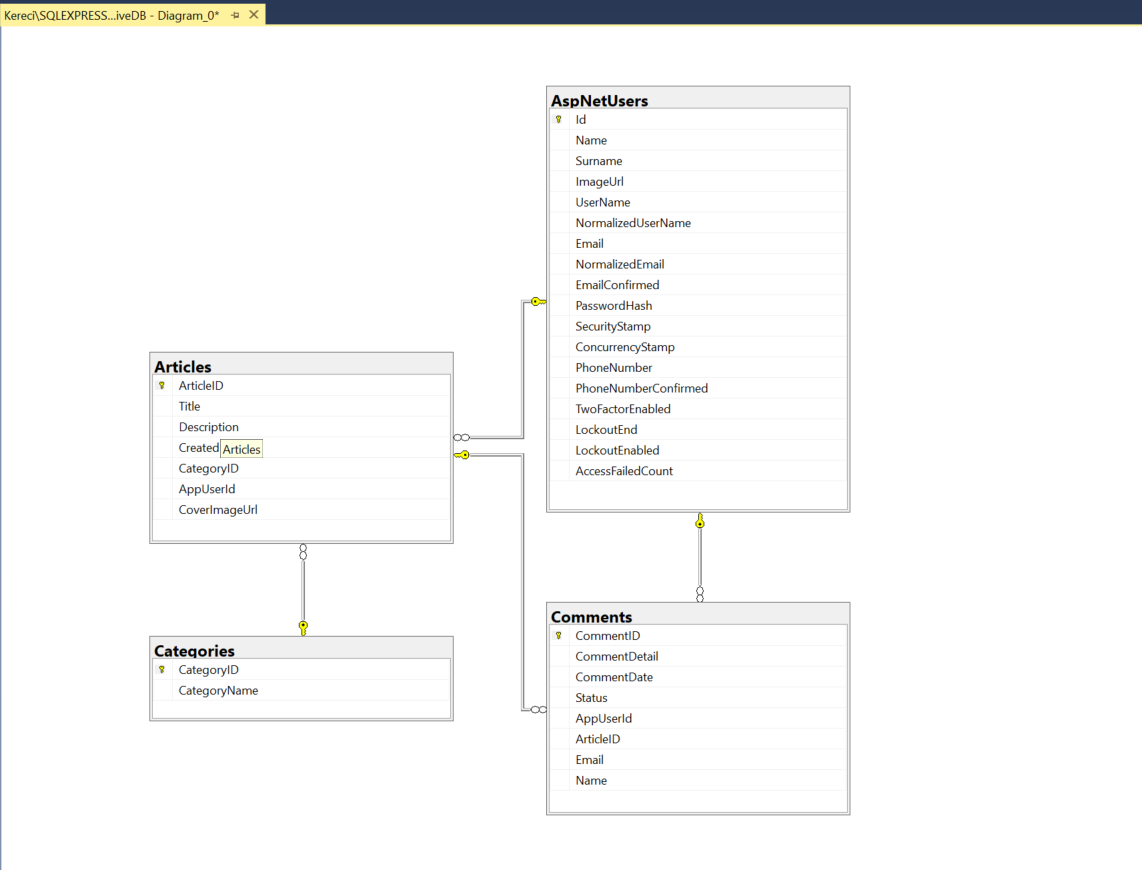 Kereci\SQLEXPRESS...iveDB - Diagram_0*
AspNetUsers
Id
Name
Surname
ImageUrl
UserName
NormalizedUserName
Email
NormalizedEmail
EmailConfirmed
PasswordHash
SecurityStamp
ConcurrencyStamp
PhoneNumber
PhoneNumberConfirmed
TwoFactorEnabled
LockoutEnd
LockoutEnabled
AccessFailedCount
Articles
ArticleID
Title
Description
Created
Articles
CategoryID
AppUserId
CoverImageUrl
Categories
CategoryID
CategoryName
Comments
CommentID
CommentDetail
CommentDate
Status
AppUserId
ArticleID
Email
Name